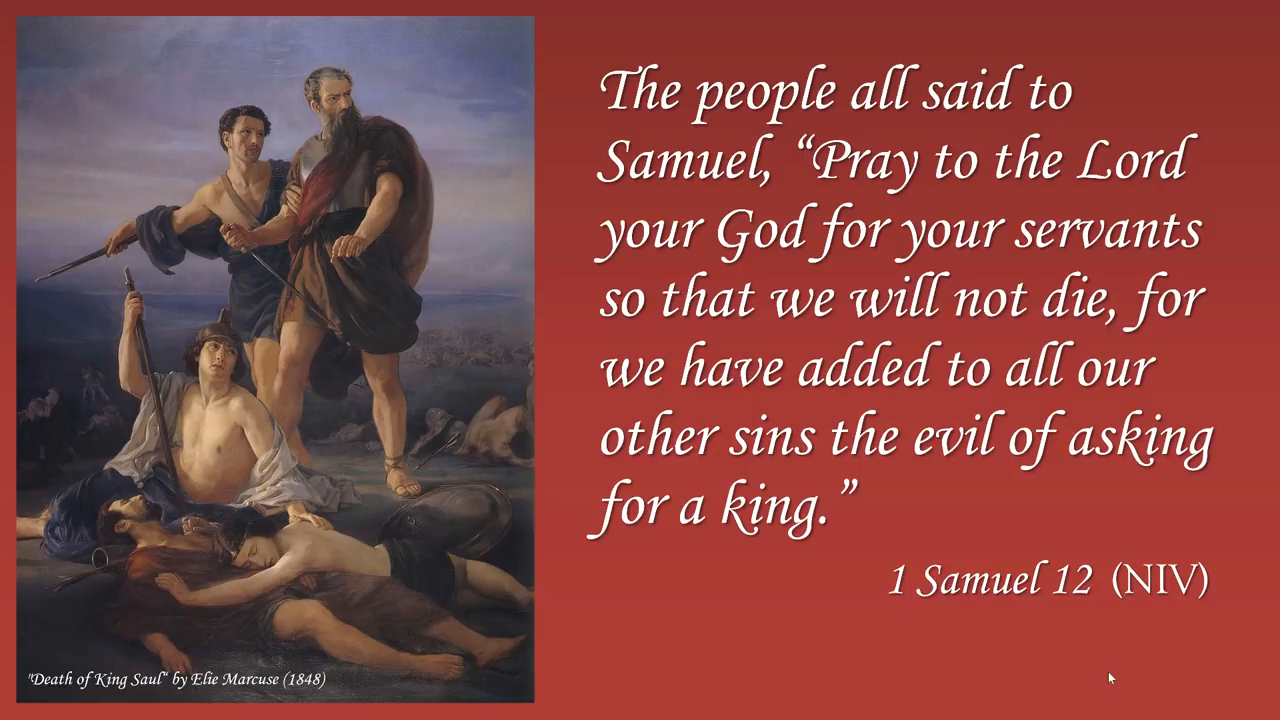 The people all said to
Samuel, “Pray to the Lord
your God for your servants
so that we will not die, for
we have added to all our
other sins the evil of asking
for a king.”
1 Samuel 12 (NIV)
"Death of King Saul" by Elie Marcuse (1848)